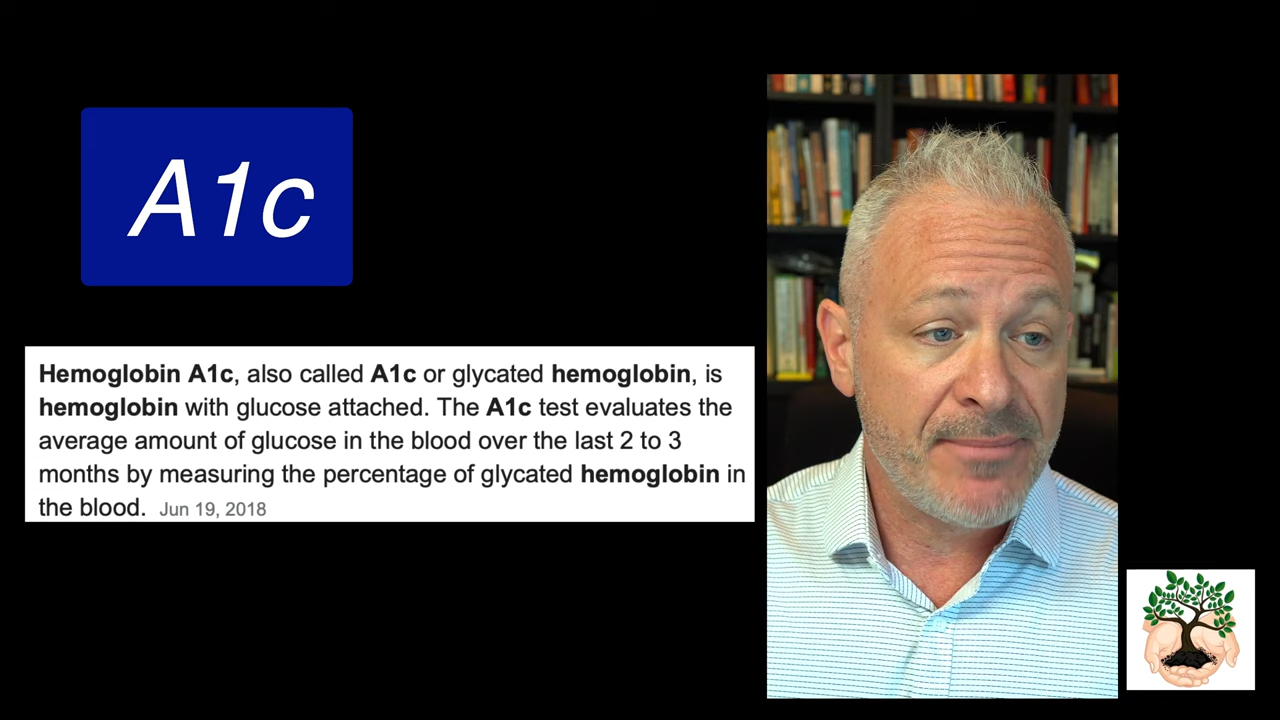 A1c
Hemoglobin A1c, also called A1c or glycated hemoglobin, is
hemoglobin with glucose attached. The A1c test evaluates the
average amount of glucose in the blood over the last 2 to 3
months by measuring the percentage of glycated hemoglobin in
the blood. Jun 19, 2018